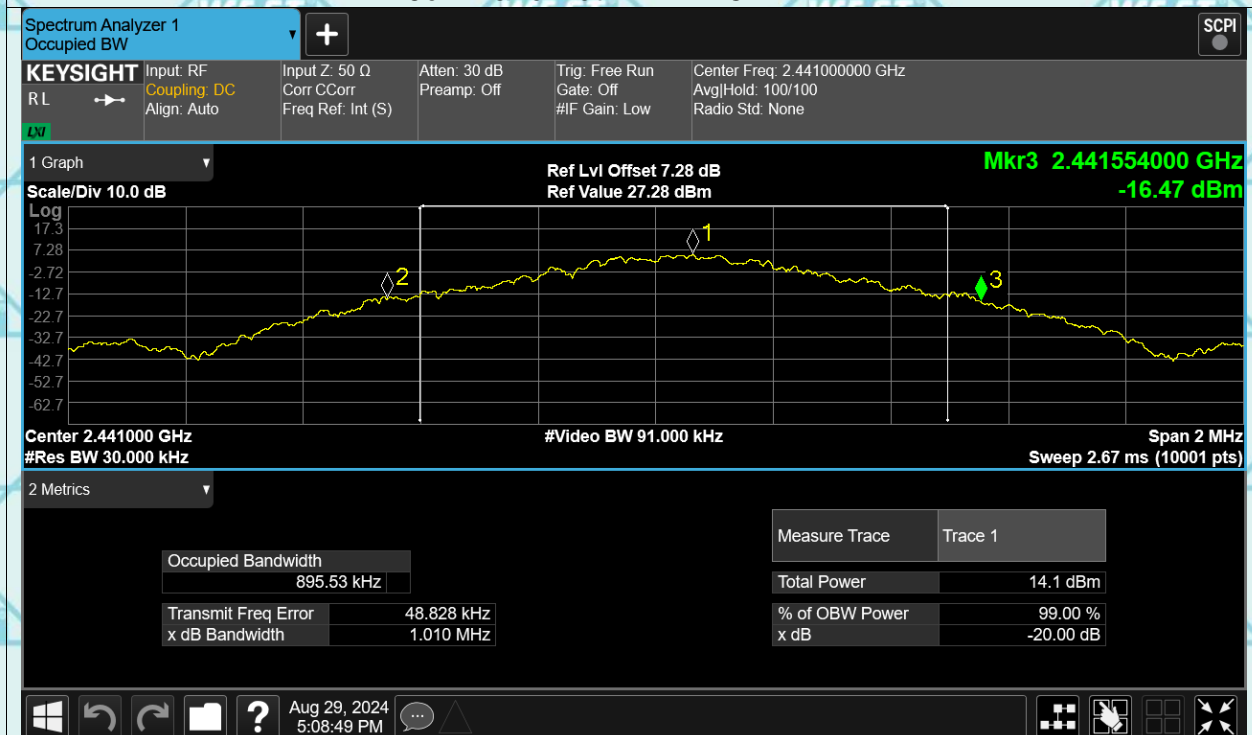 Spectrum Analyzer 1
Occupied BW
SCPI
KEYSIGHT
RL
LXI
Input: RF
Coupling: DC
Align: Auto
Input Z: 50 Ω
Corr CCorr
Freq Ref: Int (S)
Atten: 30 dB
Preamp: Off
Trig: Free Run
Gate: Off
#IF Gain: Low
Center Freq: 2.441000000 GHz
Avg|Hold: 100/100
Radio Std: None
1 Graph
Scale/Div 10.0 dB
Ref Lvl Offset 7.28 dB
Ref Value 27.28 dBm
Mkr3 2.441554000 GHz
-16.47 dBm
Log
17.3
7.28
-2.72
-12.7
-22.7
-32.7
-42.7
-52.7
-62.7
1
2
3
Center 2.441000 GHz
#Res BW 30.000 kHz
#Video BW 91.000 kHz
Span 2 MHz
Sweep 2.67 ms (10001 pts)
2 Metrics
Occupied Bandwidth
895.53 kHz
Transmit Freq Error 48.828 kHz
x dB Bandwidth 1.010 MHz
Measure Trace Trace 1
Total Power 14.1 dBm
% of OBW Power 99.00 %
x dB -20.00 dB
?
Aug 29, 2024
5:08:49 PM